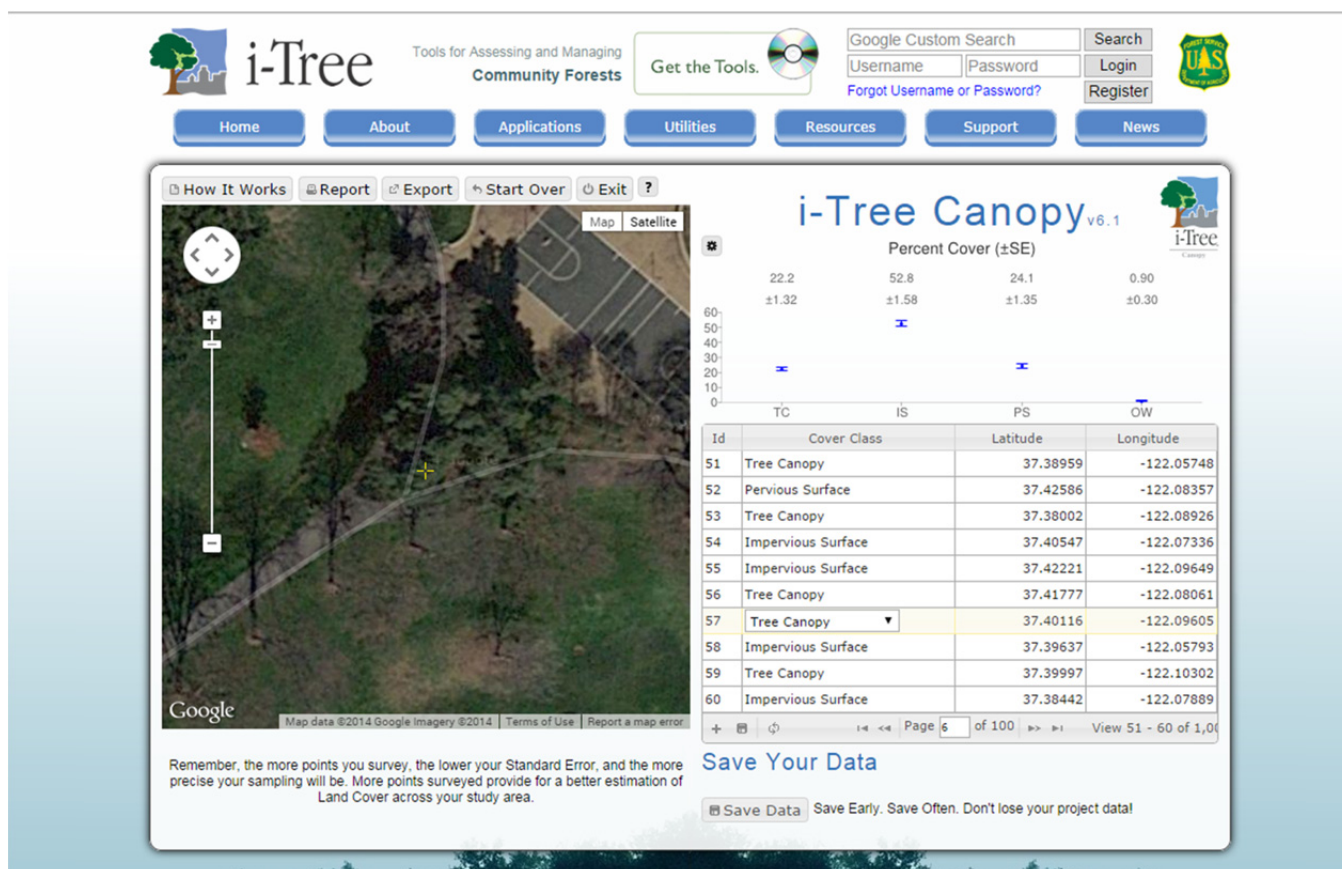 i-Tree
Tools for Assessing and Managing
Community Forests
Get the Tools.
Google Custom Search Search
Username Password Login
Forgot Username or Password? Register
FOREST SERVICE
UAS
DEPARTMENT OF AGRICULTURE
Home About Applications Utilities Resources Support News
How It Works Report Export Start Over Exit ?
Map Satellite
Google
Map data ©2014 Google Imagery ©2014 Terms of Use Report a map error
Remember, the more points you survey, the lower your Standard Error, and the more
precise your sampling will be. More points surveyed provide for a better estimation of
Land Cover across your study area.
i-Tree Canopy v6.1
i-Tree
Canopy
Percent Cover (±SE)
22.2 52.8 24.1 0.90
±1.32 ±1.58 ±1.35 ±0.30
60
50
40
30
20
10
0
TC IS PS OW
Id Cover Class Latitude Longitude
51 Tree Canopy 37.38959 -122.05748
52 Pervious Surface 37.42586 -122.08357
53 Tree Canopy 37.38002 -122.08926
54 Impervious Surface 37.40547 -122.07336
55 Impervious Surface 37.42221 -122.09649
56 Tree Canopy 37.41777 -122.08061
57 Tree Canopy 37.40116 -122.09605
58 Impervious Surface 37.39637 -122.05793
59 Tree Canopy 37.39997 -122.10302
60 Impervious Surface 37.38442 -122.07889
Page 6 of 100 View 51 - 60 of 1,00
Save Your Data
Save Data Save Early. Save Often. Don't lose your project data!